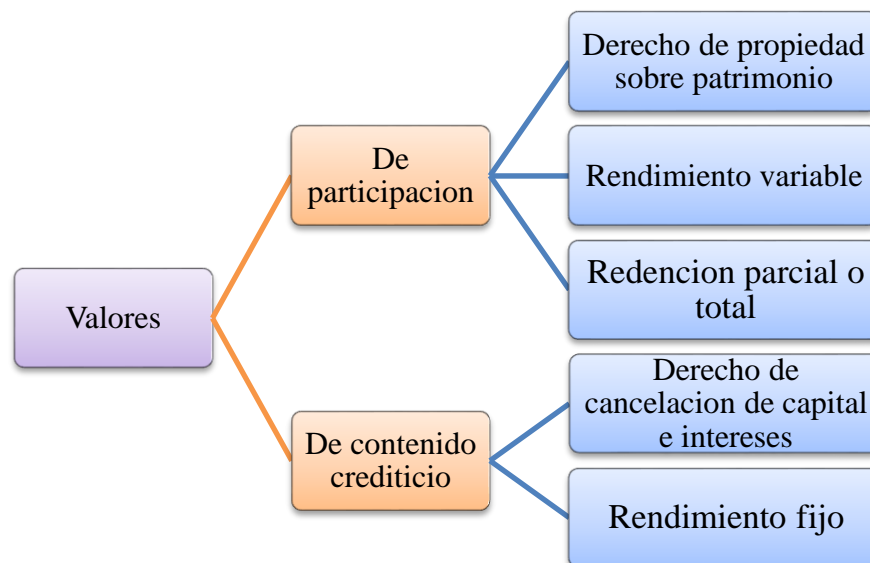 Valores
De
participacion
Derecho de propiedad
sobre patrimonio
Rendimiento variable
Redencion parcial o
total
De contenido
crediticio
Derecho de
cancelacion de capital
e intereses
Rendimiento fijo